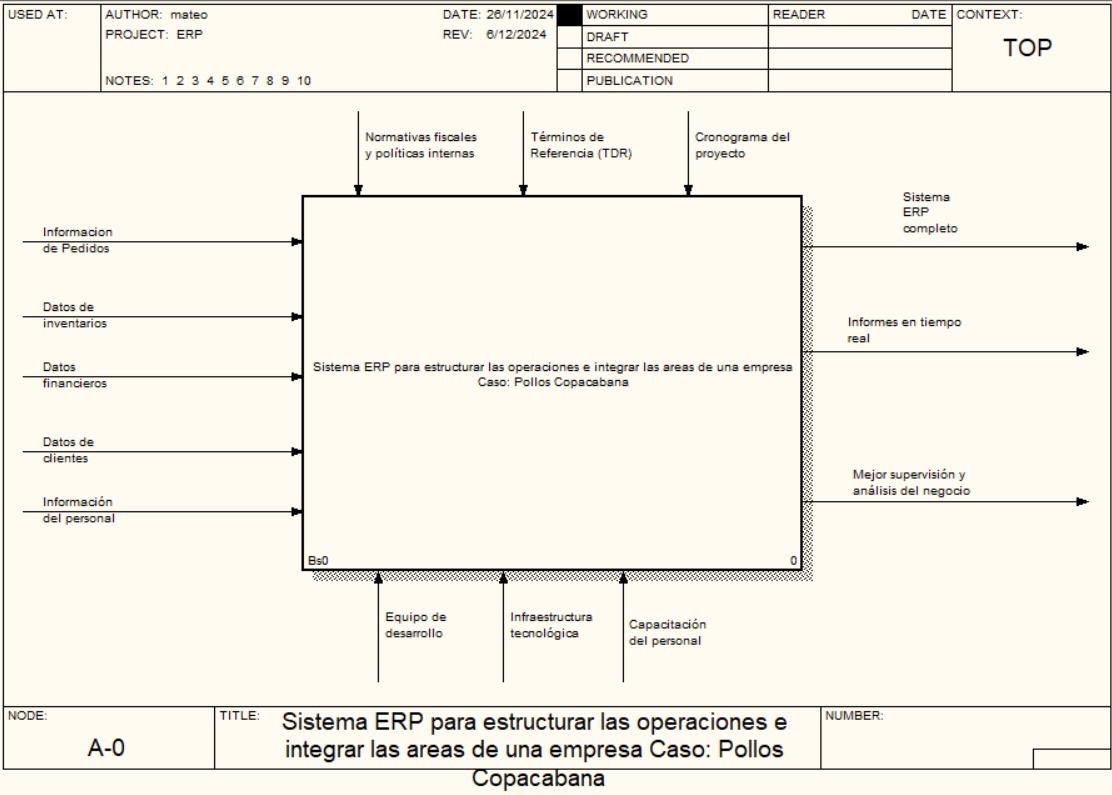 USED AT:
AUTHOR: mateo
DATE: 26/11/2024
WORKING
READER
DATE
CONTEXT:
PROJECT: ERP
REV: 6/12/2024
DRAFT
TOP
RECOMMENDED
NOTES: 1 2 3 4 5 6 7 8 9 10
PUBLICATION
Normativas fiscales
y políticas internas
Términos de
Referencia (TDR)
Cronograma del
proyecto
Informacion
de Pedidos
Datos de
inventarios
Datos
financieros
Datos de
clientes
Información
del personal
Sistema ERP para estructurar las operaciones e integrar las areas de una empresa
Caso: Pollos Copacabana
Bs0
0
Sistema
ERP
completo
Informes en tiempo
real
Mejor supervisión y
análisis del negocio
Equipo de
desarrollo
Infraestructura
tecnológica
Capacitación
del personal
NODE:
A-0
TITLE:
Sistema ERP para estructurar las operaciones e
integrar las areas de una empresa Caso: Pollos
Copacabana
NUMBER: